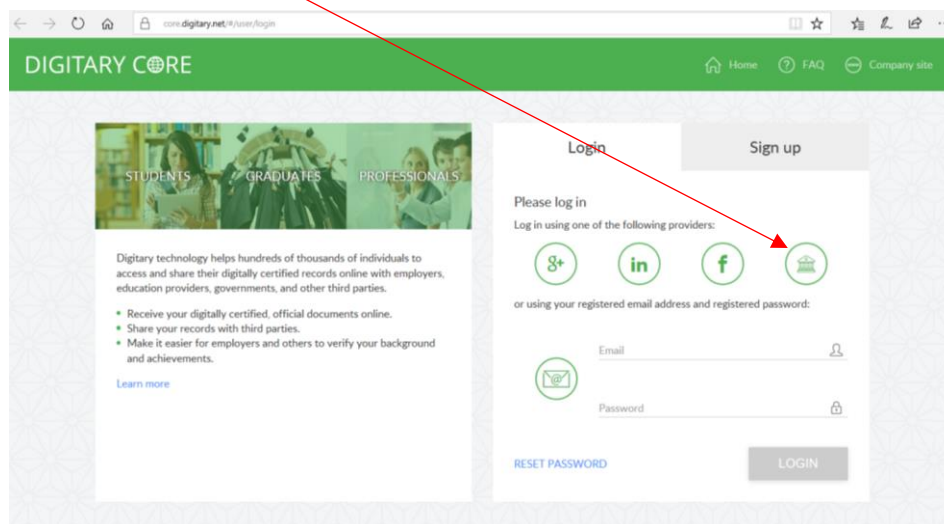 core.digitary.net/#/user/login
DIGITARY CORE
Home
FAQ
Company site
STUDENTS
GRADUATES
PROFESSIONALS
Digitary technology helps hundreds of thousands of individuals to
access and share their digitally certified records online with employers,
education providers, governments, and other third parties.
Receive your digitally certified, official documents online.
Share your records with third parties.
Make it easier for employers and others to verify your background
and achievements.
Learn more
Login
Sign up
Please log in
Log in using one of the following providers:
g+
in
f
or using your registered email address and registered password:
Email
@
Password
RESET PASSWORD
LOGIN